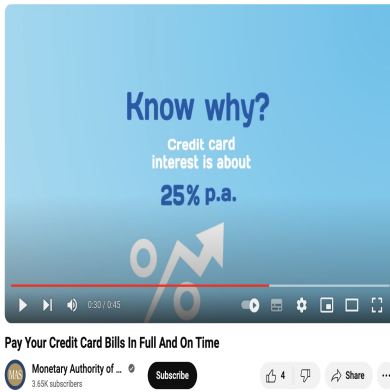 Know why?
Credit card
interest is about
25% p.a.
%
0:30 / 0:45
Pay Your Credit Card Bills In Full And On Time
MAS
Monetary Authority of ...
3.65K subscribers
Subscribe
4
Share